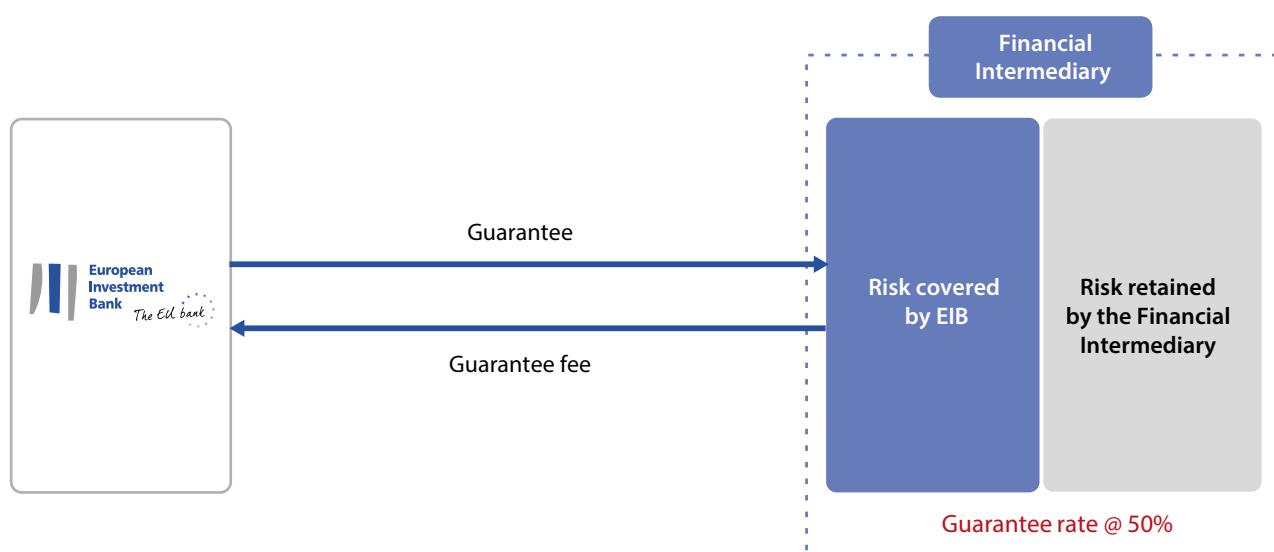 Financial
Intermediary
Guarantee
European
Investment
Bank
The EU bank
Risk covered
by EIB
Risk retained
by the Financial
Intermediary
Guarantee fee
Guarantee rate @ 50%